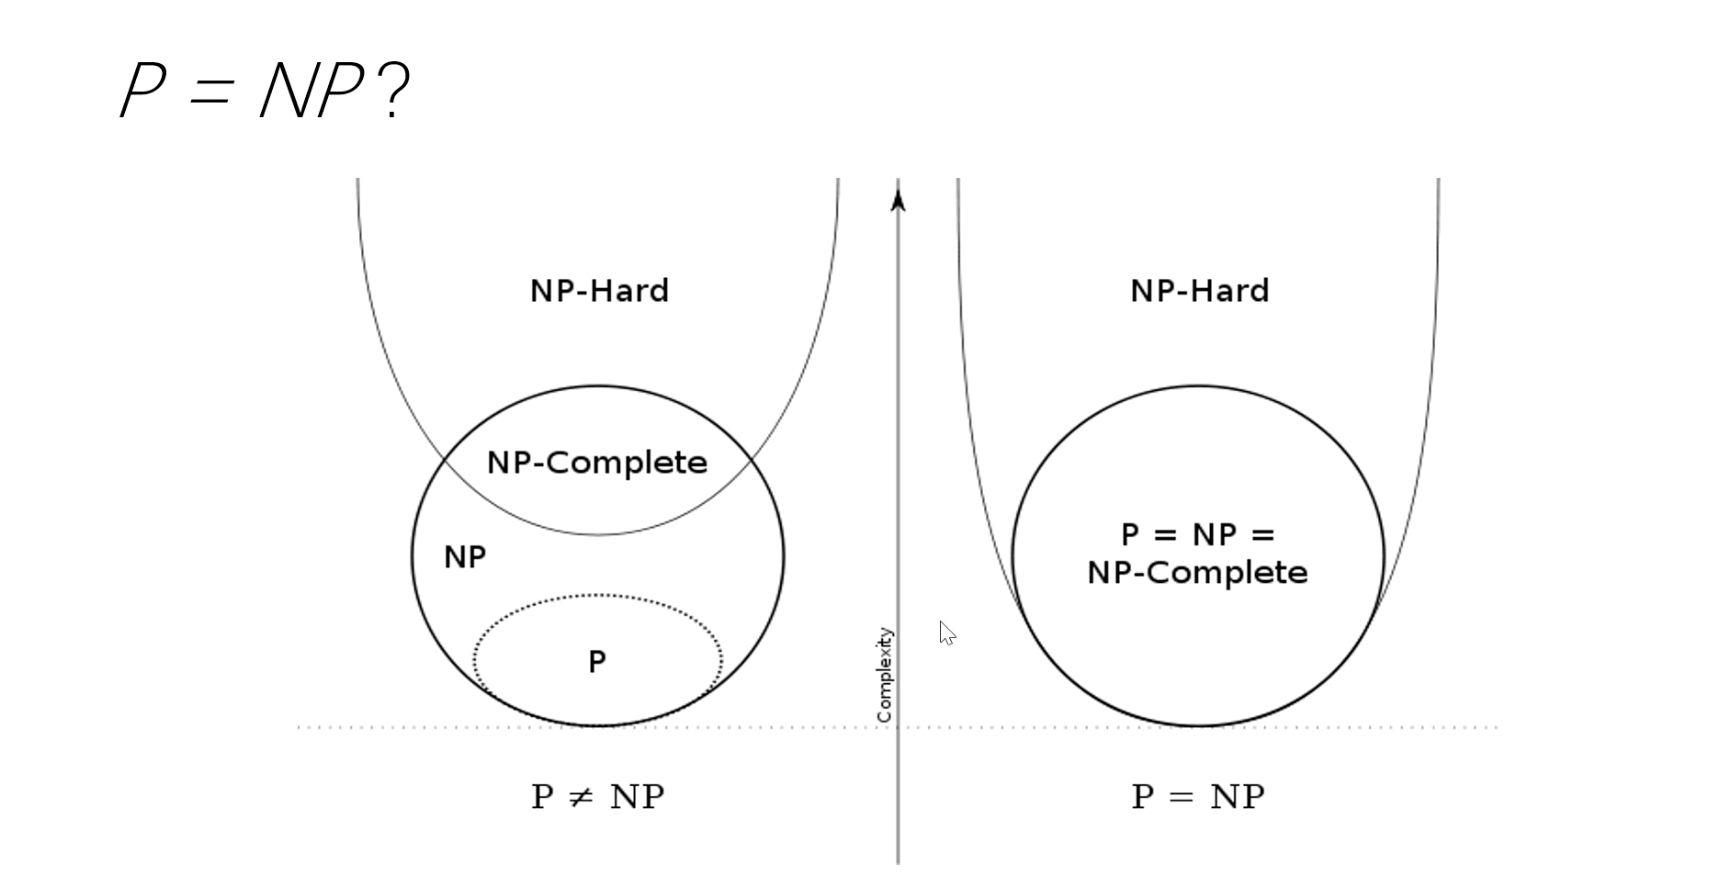 P = NP?
NP-Hard
NP-Complete
NP
P
P ≠ NP
Complexity
NP-Hard
P = NP =
NP-Complete
P = NP